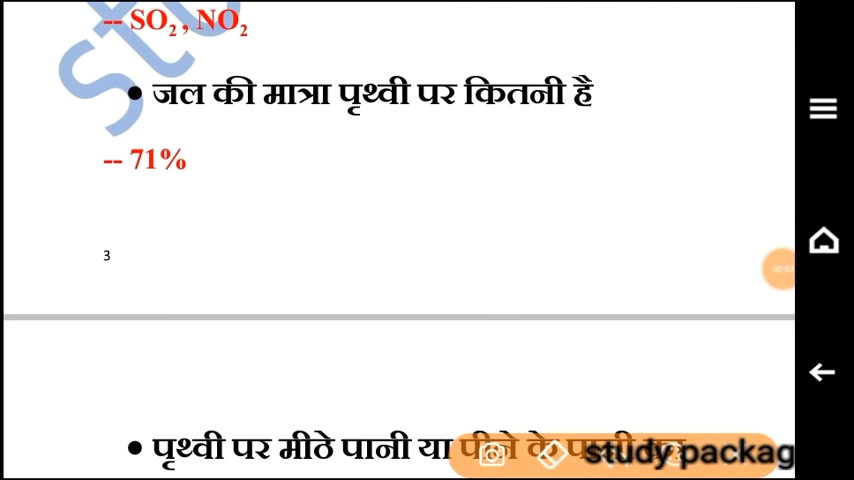 -- SO₂, NO₂
• जल की मात्रा पृथ्वी पर कितनी है
-- 71%
3
• पृथ्वी पर मीठे पानी या पीने के पानी का
study packag